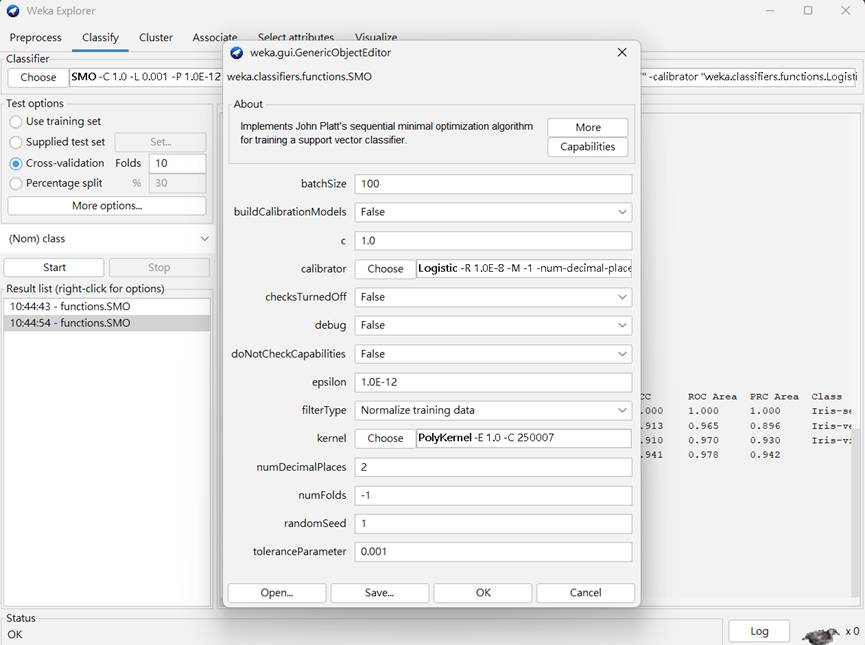 Weka Explorer
Preprocess Classify Cluster Associate Select attributes Visualize
Classifier
Choose SMO -C 1.0 -L 0.001 -P 1.0E-12 " -calibrator "weka.classifiers.functions.Logisti
Test options
Use training set
Supplied test set Set...
Cross-validation Folds 10
Percentage split % 30
More options...
(Nom) class
Start Stop
Result list (right-click for options)
10:44:43 - functions.SMO
10:44:54 - functions.SMO
weka.gui.GenericObjectEditor
weka.classifiers.functions.SMO
About
Implements John Platt's sequential minimal optimization algorithm
for training a support vector classifier.
More
Capabilities
batchSize 100
buildCalibrationModels False
c 1.0
calibrator Choose Logistic -R 1.0E-8 -M -1 -num-decimal-place
checksTurnedOff False
debug False
doNotCheckCapabilities False
epsilon 1.0E-12
filterType Normalize training data
kernel Choose PolyKernel -E 1.0 -C 250007
numDecimalPlaces 2
numFolds -1
randomSeed 1
toleranceParameter 0.001
Open... Save... OK Cancel
CC ROC Area PRC Area Class
.000 1.000 1.000 Iris-se
.913 0.965 0.896 Iris-ve
.910 0.970 0.930 Iris-vi
.941 0.978 0.942
Status
OK
Log x 0